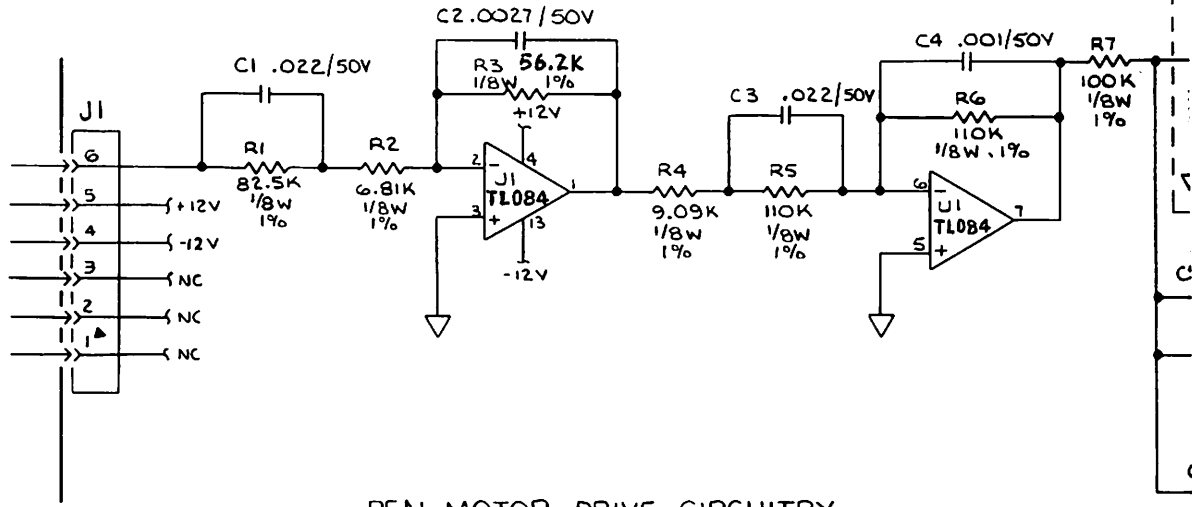 C2 .0027/50V
R3 56.2K
1/8W 1%
+12V
C1 .022/50V
J1
6
5
+12V
4
-12V
3
NC
2
NC
1
NC
R1
82.5K
1/8W
1%
R2
6.81K
1/8W
1%
2
-
4
J1
TL084
1
3
+
13
-12V
R4
9.09K
1/8W
1%
C3 .022/50V
R5
110K
1/8W
1%
C4 .001/50V
R6
110K
1/8W, 1%
6
-
U1
TL084
7
5
+
R7
100K
1/8W
1%
PEN MOTOR DRIVE CIRCUITRY